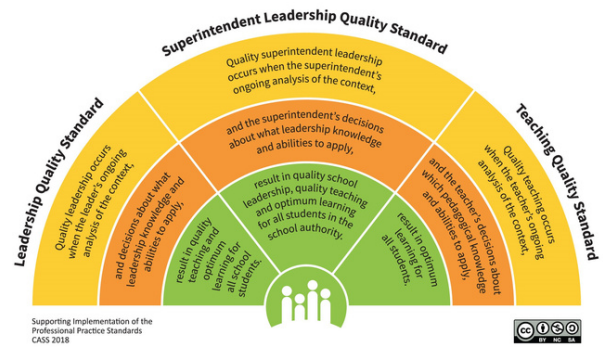 Superintendent Leadership Quality Standard
Quality superintendent leadership
occurs when the superintendent's
ongoing analysis of the context,
and the superintendent's decisions
about what leadership knowledge
and abilities to apply,
result in quality school
leadership, quality teaching
and optimum learning
for all students in the
school authority.
Leadership Quality Standard
Quality leadership occurs
when the leader's ongoing
analysis of the context,
and decisions about what
leadership knowledge and
abilities to apply,
result in quality
teaching and
optimum
learning for
all school
students.
Teaching Quality Standard
Quality teaching occurs
when the teacher's ongoing
analysis of the context,
and the teacher's decisions about
which pedagogical knowledge
and abilities to apply,
result in optimum
learning for
all students.
Supporting Implementation of the
Professional Practice Standards
CASS 2018
cc
BY NC SA